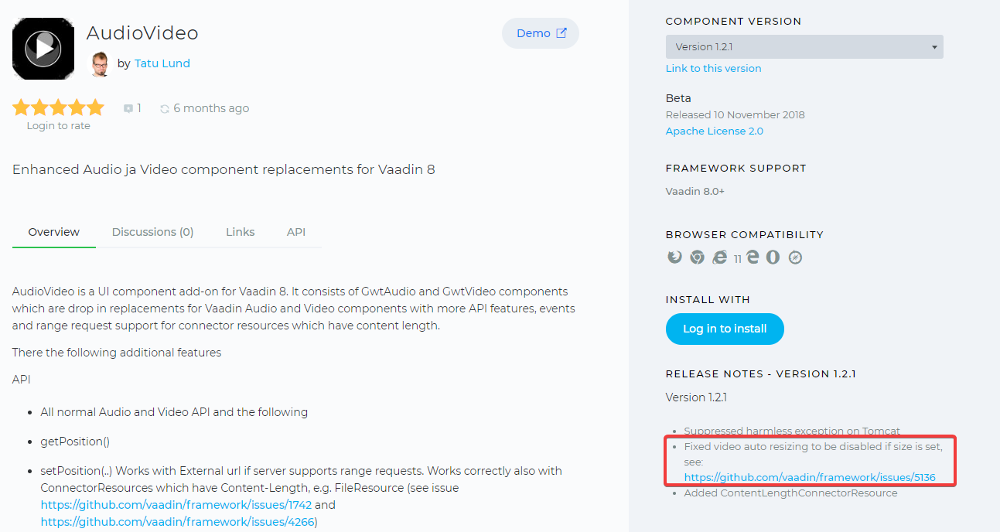 AudioVideo
Demo
by Tatu Lund
1
6 months ago
Login to rate
Enhanced Audio ja Video component replacements for Vaadin 8
Overview
Discussions (0)
Links
API
AudioVideo is a UI component add-on for Vaadin 8. It consists of GwtAudio and GwtVideo components
which are drop in replacements for Vaadin Audio and Video components with more API features, events
and range request support for connector resources which have content length.
There the following additional features
API
• All normal Audio and Video API and the following
• getPosition()
• setPosition(..) Works with External url if server supports range requests. Works correctly also with
ConnectorResources which have Content-Length, e.g. FileResource (see issue
https://github.com/vaadin/framework/issues/1742 and
https://github.com/vaadin/framework/issues/4266)
COMPONENT VERSION
Version 1.2.1
Link to this version
Beta
Released 10 November 2018
Apache License 2.0
FRAMEWORK SUPPORT
Vaadin 8.0+
BROWSER COMPATIBILITY
11
INSTALL WITH
Log in to install
RELEASE NOTES - VERSION 1.2.1
Version 1.2.1
• Suppressed harmless exception on Tomcat
• Fixed video auto resizing to be disabled if size is set,
see:
https://github.com/vaadin/framework/issues/5136
• Added ContentLengthConnectorResource